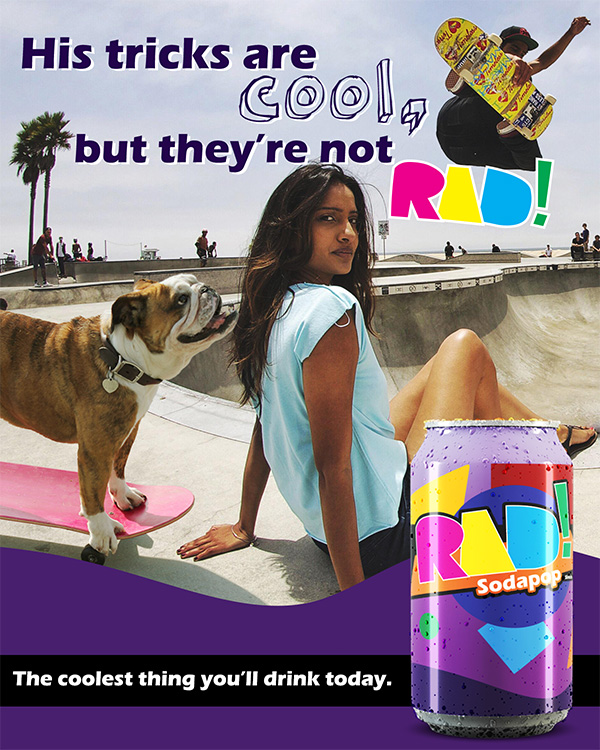 His tricks are
cool,
but they're not
RAD!
RAD!
Sodapop
The coolest thing you'll drink today.